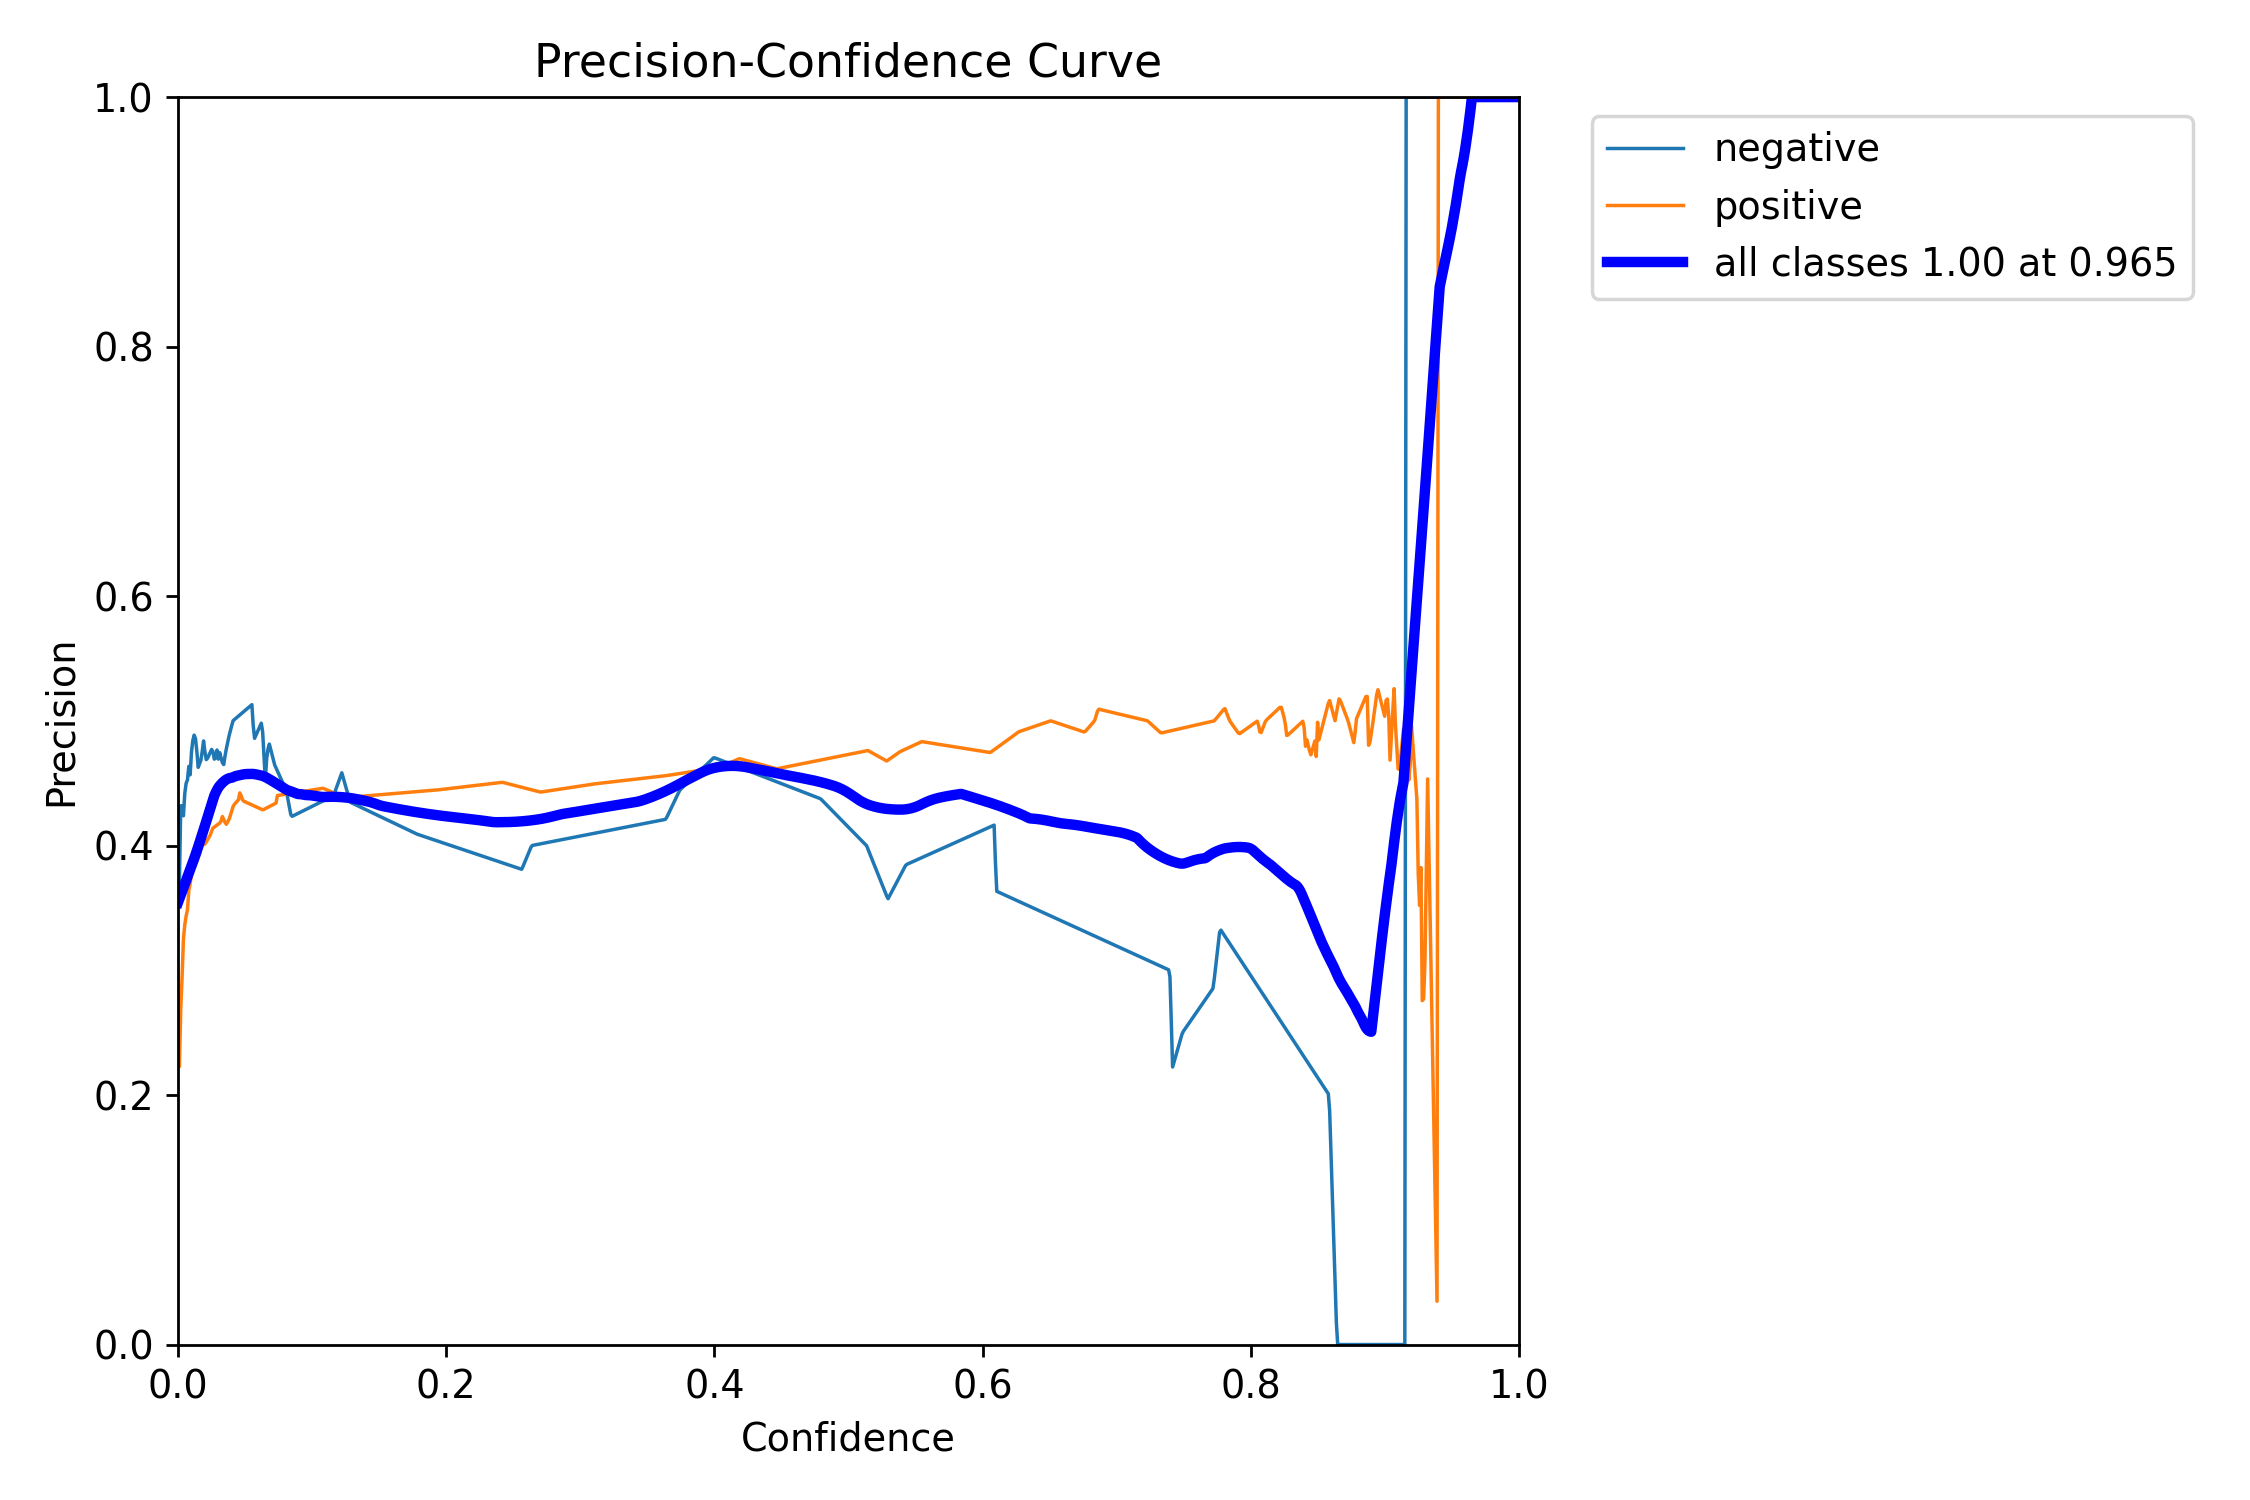 Precision-Confidence Curve
1.0
0.8
0.6
0.4
0.2
0.0
Precision
0.0 0.2 0.4 0.6 0.8 1.0
Confidence
negative
positive
all classes 1.00 at 0.965